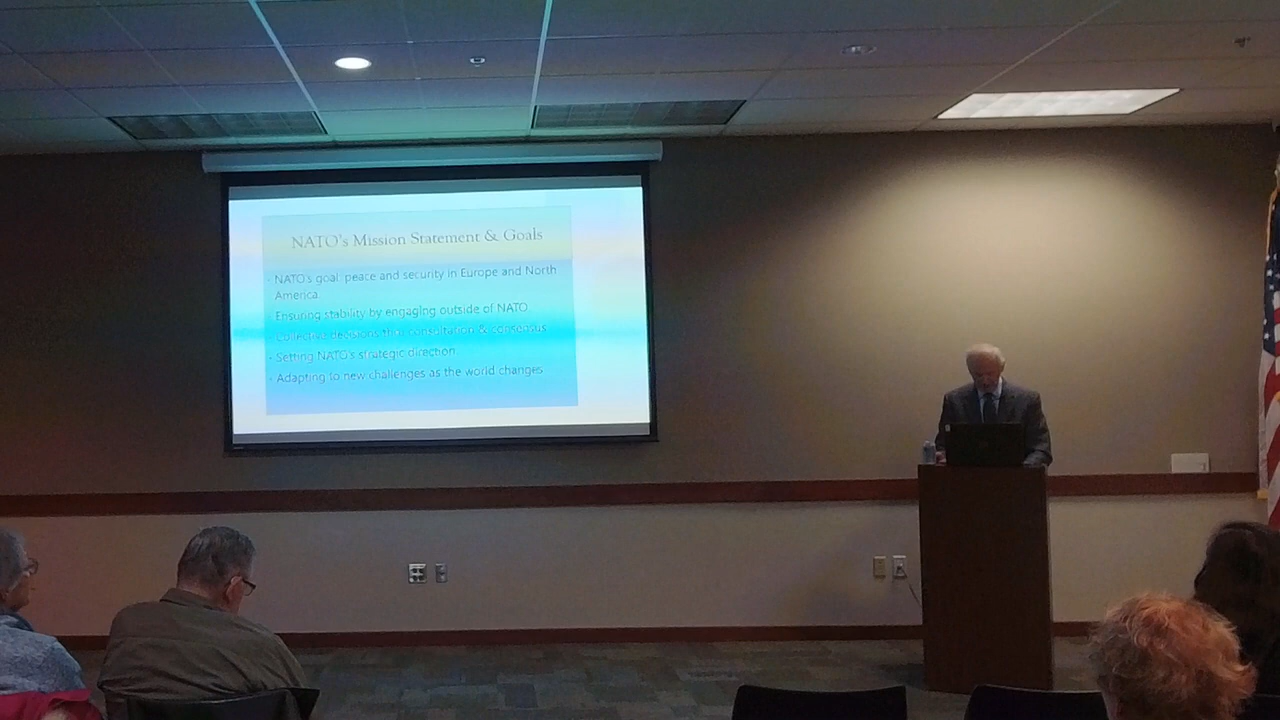 NATO's Mission Statement & Goals
- NATO's goal: peace and security in Europe and North
America.
Ensuring stability by engaging outside of NATO
- Collective decisions thru consultation & consensus
- Setting NATO's strategic direction
- Adapting to new challenges as the world changes